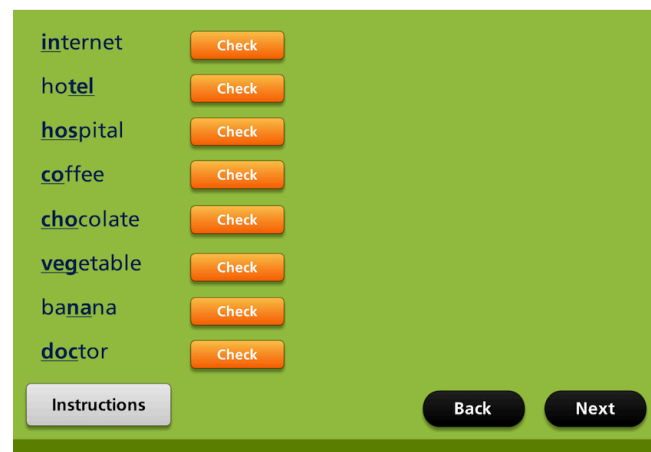 internet Check
hotel Check
hospital Check
coffee Check
chocolate Check
vegetable Check
banana Check
doctor Check
Instructions Back Next